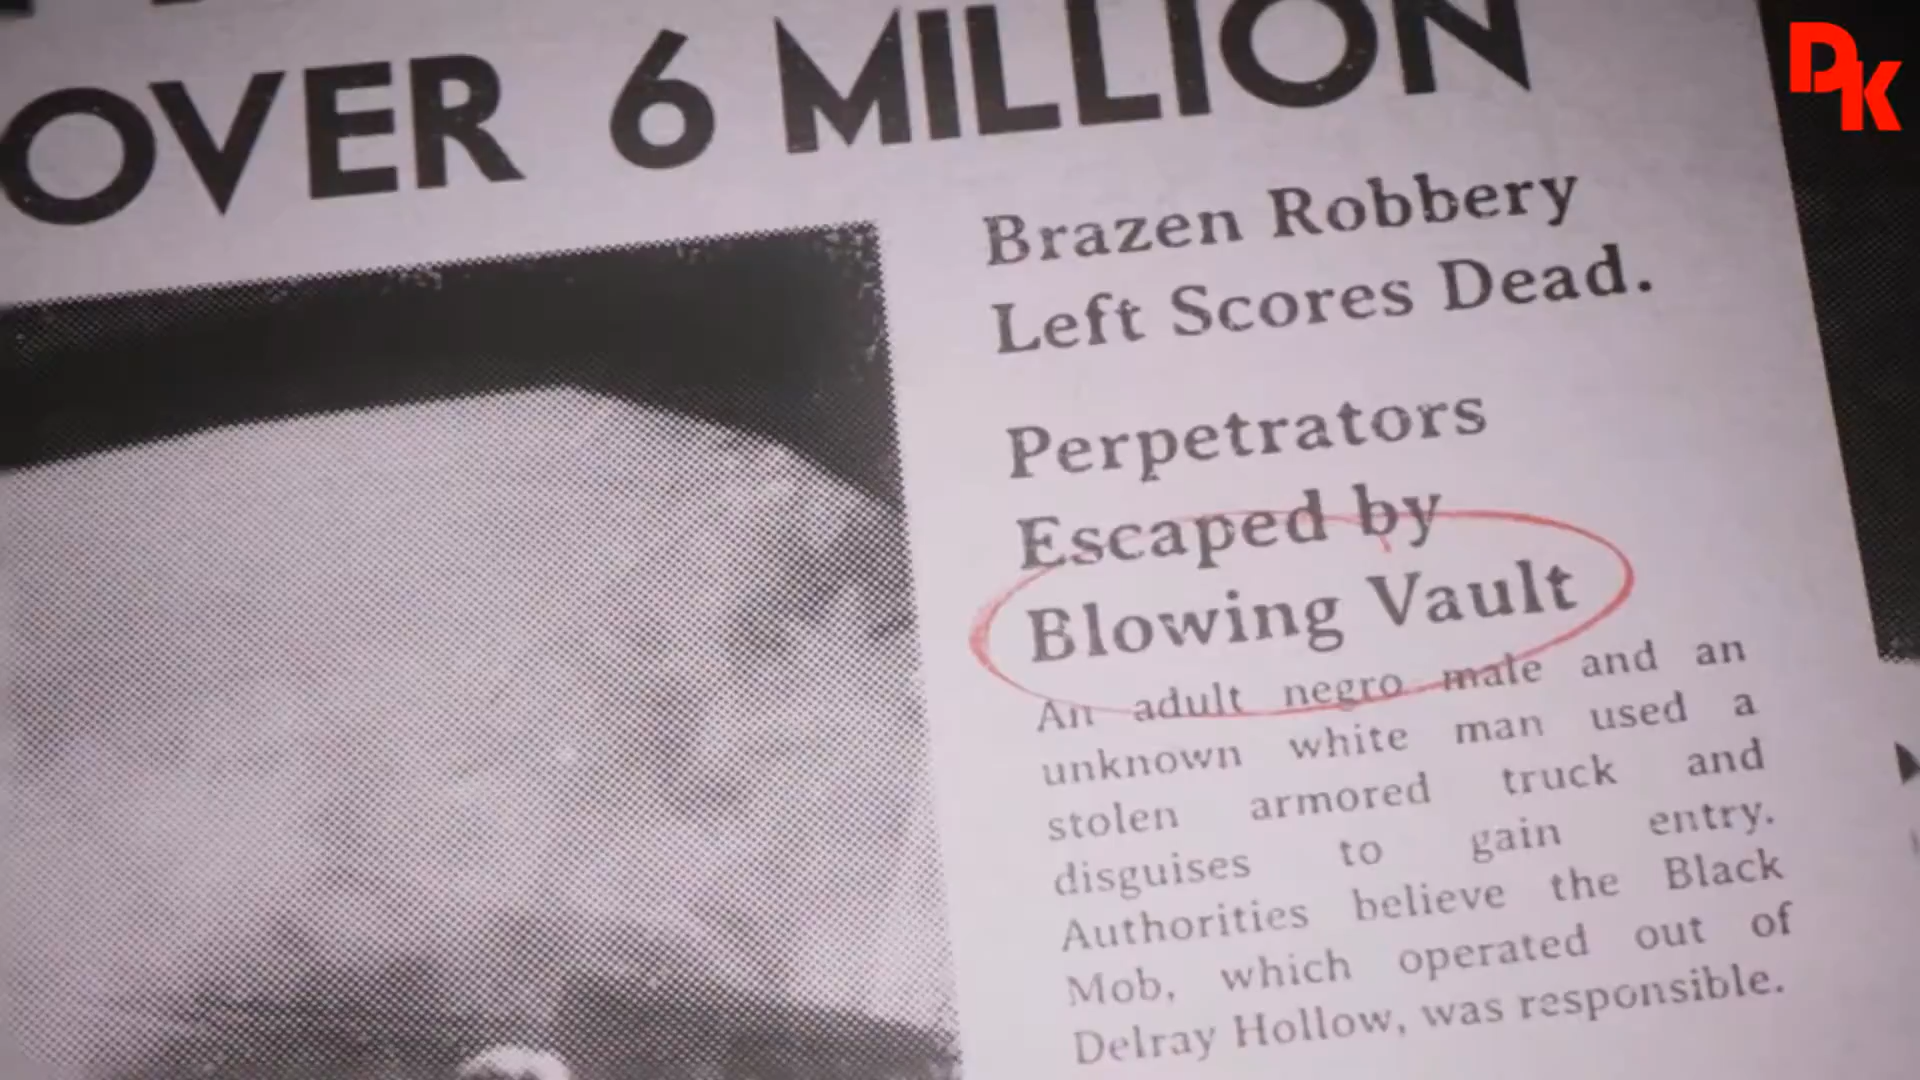 OVER 6 MILLION
DK
Brazen Robbery
Left Scores Dead.
Perpetrators
Escaped by
Blowing Vault
An adult negro male and an
unknown white man used a
stolen armored truck and
disguises to gain entry.
Authorities believe the Black
Mob, which operated out of
Delray Hollow, was responsible.